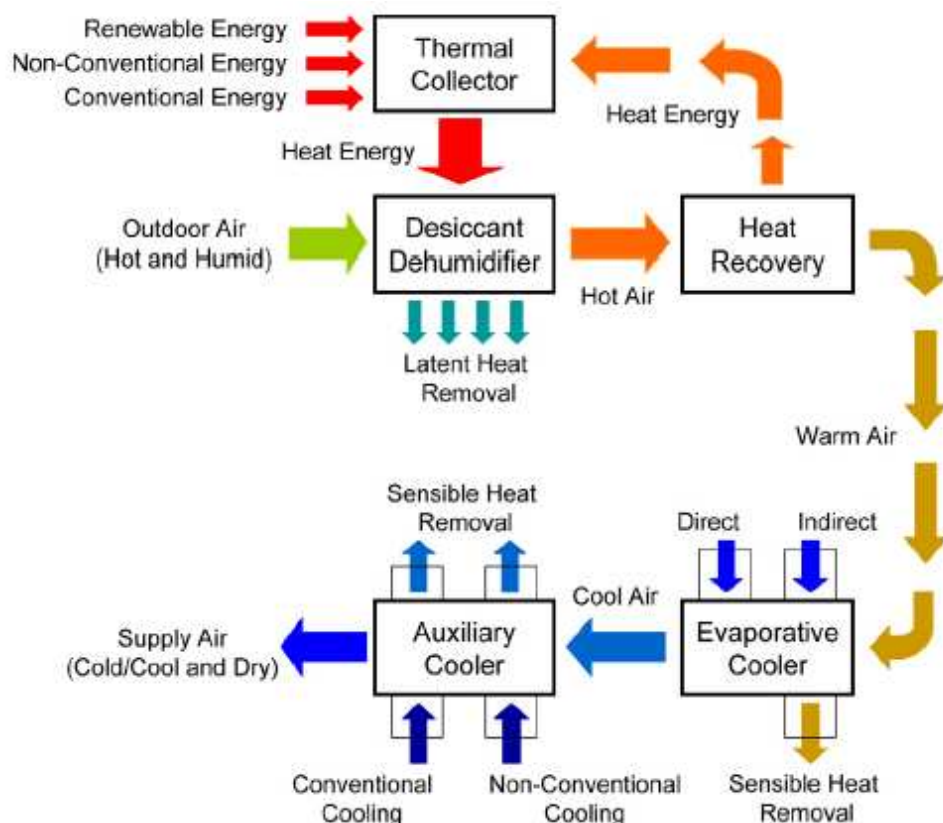 Renewable Energy
Non-Conventional Energy
Conventional Energy
Thermal
Collector
Heat Energy
Heat Energy
Outdoor Air
(Hot and Humid)
Desiccant
Dehumidifier
Hot Air
Heat
Recovery
Latent Heat
Removal
Warm Air
Sensible Heat
Removal
Direct
Indirect
Cool Air
Supply Air
(Cold/Cool and Dry)
Auxiliary
Cooler
Evaporative
Cooler
Conventional
Cooling
Non-Conventional
Cooling
Sensible Heat
Removal